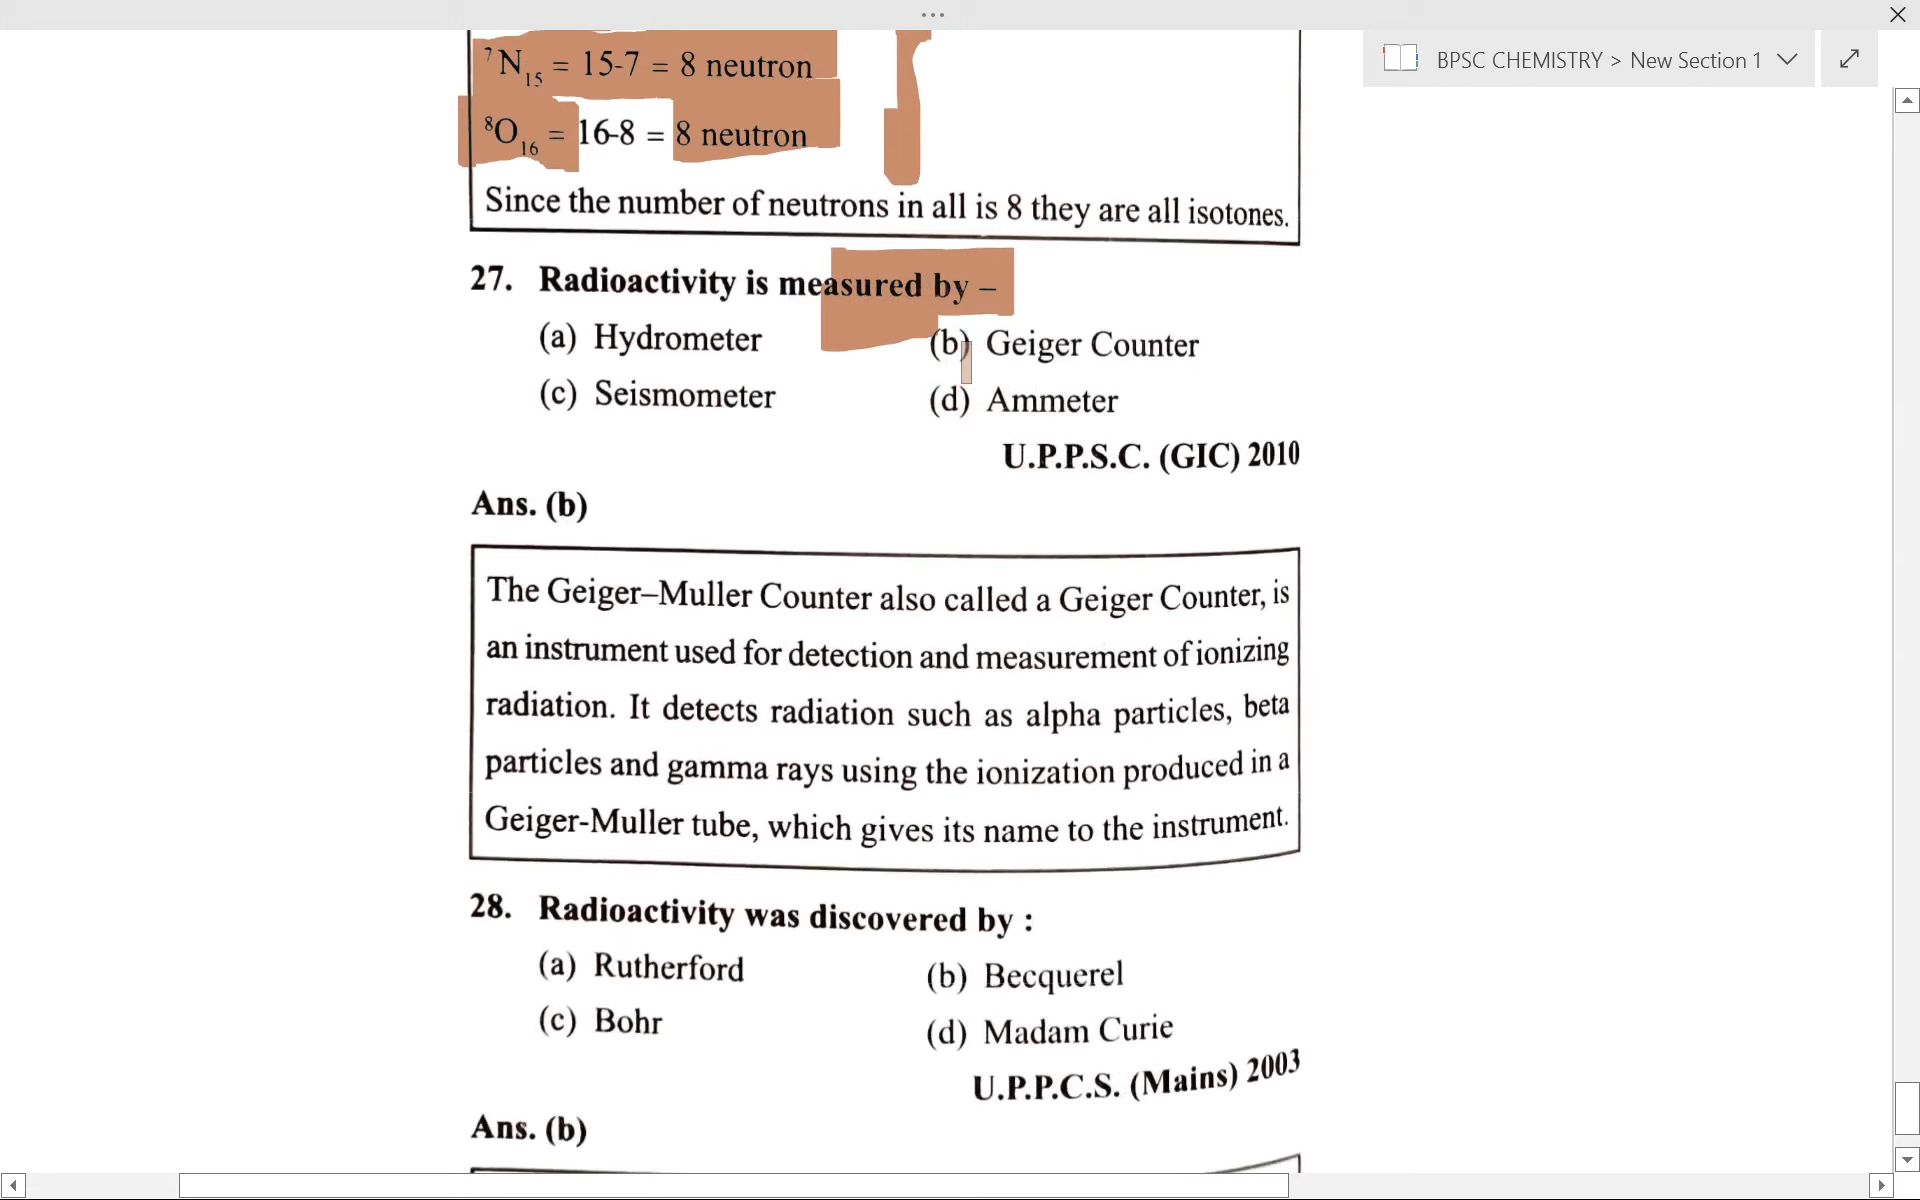 BPSC CHEMISTRY > New Section 1
⁷N₁₅ = 15-7 = 8 neutron
⁸O₁₆ = 16-8 = 8 neutron
Since the number of neutrons in all is 8 they are all isotones.
27. Radioactivity is measured by –
(a) Hydrometer (b) Geiger Counter
(c) Seismometer (d) Ammeter
U.P.P.S.C. (GIC) 2010
Ans. (b)
The Geiger–Muller Counter also called a Geiger Counter, is
an instrument used for detection and measurement of ionizing
radiation. It detects radiation such as alpha particles, beta
particles and gamma rays using the ionization produced in a
Geiger-Muller tube, which gives its name to the instrument.
28. Radioactivity was discovered by :
(a) Rutherford (b) Becquerel
(c) Bohr (d) Madam Curie
U.P.P.C.S. (Mains) 2003
Ans. (b)